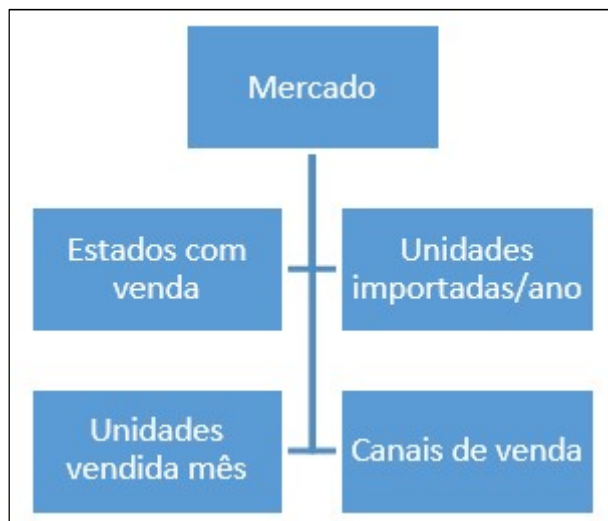 Mercado
Estados com
venda
Unidades
importadas/ano
Unidades
vendida mês
Canais de venda